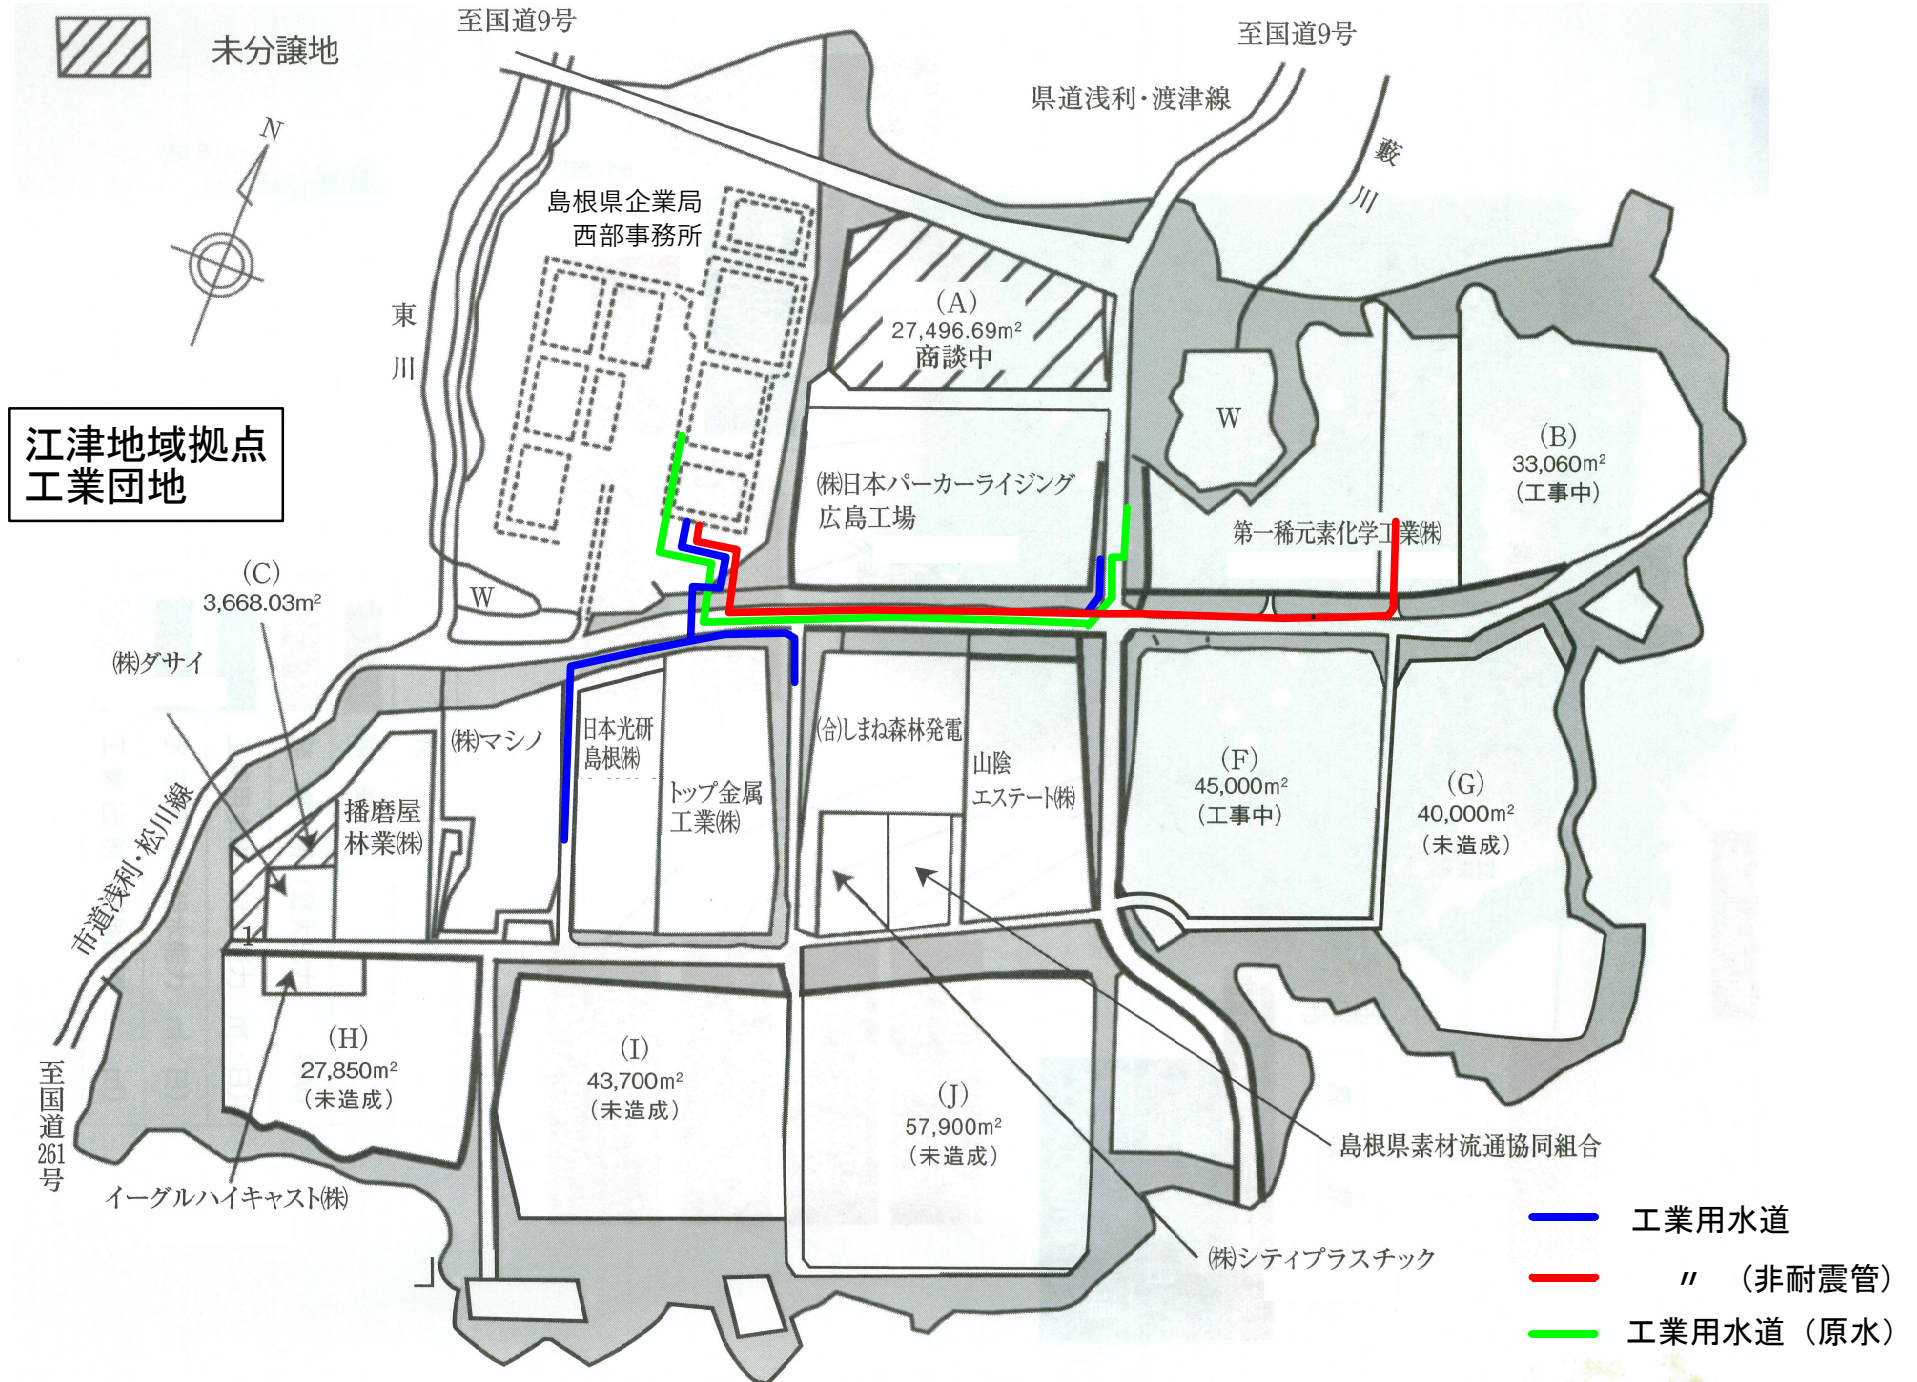 未分譲地
至国道9号
至国道9号
県道浅利・渡津線
藪川
N
島根県企業局
西部事務所
東川
(A)
27,496.69m²
商談中
W
(B)
33,060m²
(工事中)
江津地域拠点
工業団地
㈱日本パーカーライジング
広島工場
第一稀元素化学工業㈱
(C)
3,668.03m²
W
㈱ダサイ
㈱マシノ
日本光研
島根㈱
トップ金属
工業㈱
㈾しまね森林発電
山陰
エステート㈱
(F)
45,000m²
(工事中)
(G)
40,000m²
(未造成)
播磨屋
林業㈱
市道浅利・松川線
1
(H)
27,850m²
(未造成)
(I)
43,700m²
(未造成)
(J)
57,900m²
(未造成)
至国道261号
イーグルハイキャスト㈱
島根県素材流通協同組合
㈱シティプラスチック
工業用水道
〃 (非耐震管)
工業用水道 (原水)